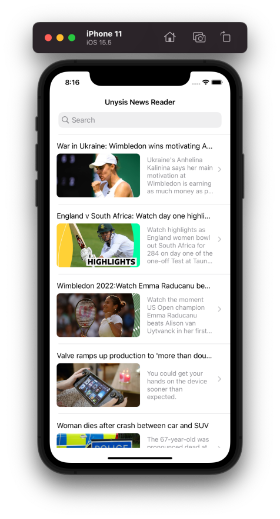 iPhone 11
iOS 15.5
8:16
Unysis News Reader
Search
War in Ukraine: Wimbledon wins motivating A...
Ukraine's Anhelina
Kalinina says her main
motivation at
Wimbledon is earning
as much money as p...
England v South Africa: Watch day one highli...
HIGHLIGHTS
Watch highlights as
England women bowl
out South Africa for
284 on day one of the
one-off Test at Taun...
Wimbledon 2022:Watch Emma Raducanu be...
Watch the moment
US Open champion
Emma Raducanu
beats Alison van
Uytvanck in her first...
Valve ramps up production to 'more than dou...
You could get your
hands on the device
sooner than
expected.
Woman dies after crash between car and SUV
The 67-year-old was
pronounced dead at